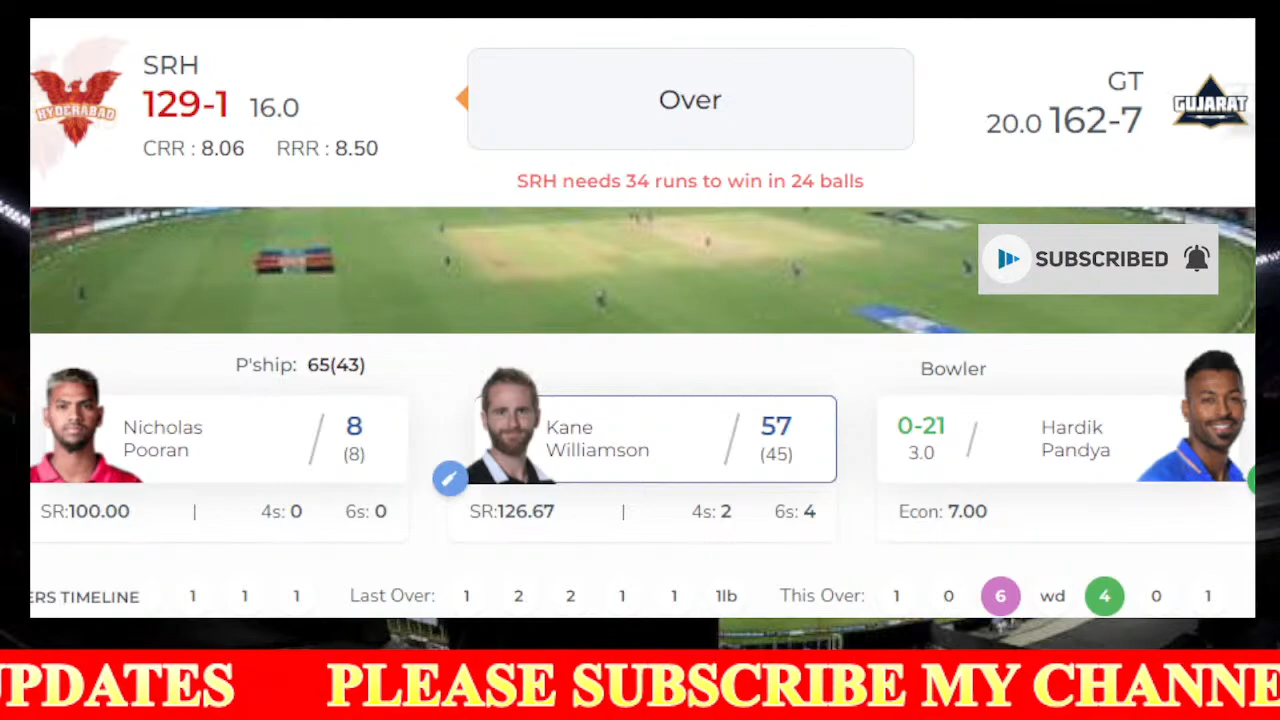 SRH
129-1 16.0
CRR : 8.06 RRR : 8.50
HYDERABAD
Over
SRH needs 34 runs to win in 24 balls
GT
20.0 162-7
GUJARAT
SUBSCRIBED
P'ship: 65(43)
Nicholas
Pooran
8
(8)
SR:100.00 | 4s: 0 6s: 0
Kane
Williamson
57
(45)
SR:126.67 | 4s: 2 6s: 4
Bowler
0-21
3.0
Hardik
Pandya
Econ: 7.00
ERS TIMELINE 1 1 1 Last Over: 1 2 2 1 1 1lb This Over: 1 0 6 wd 4 0 1
UPDATES PLEASE SUBSCRIBE MY CHANNE